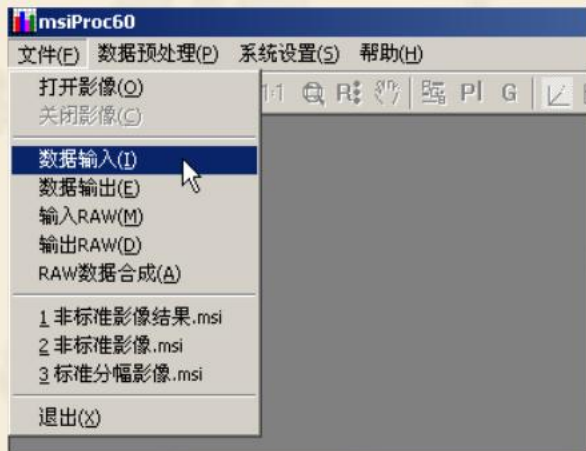 msiProc60
文件(F) 数据预处理(P) 系统设置(S) 帮助(H)
1:1 R PI G
打开影像(O)
关闭影像(C)
数据输入(I)
数据输出(E)
输入RAW(M)
输出RAW(D)
RAW数据合成(A)
1 非标准影像结果.msi
2 非标准影像.msi
3 标准分幅影像.msi
退出(X)